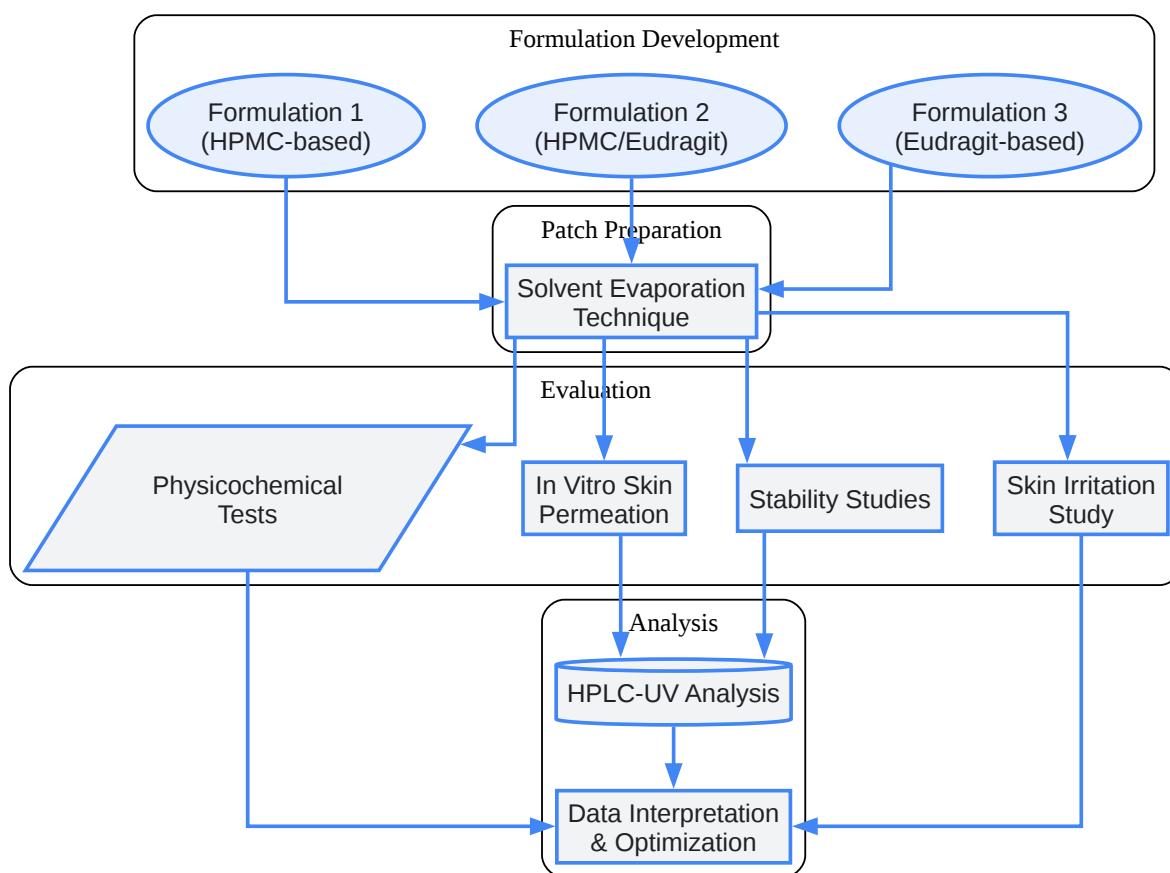 Formulation Development
Formulation 1
(HPMC-based)
Formulation 2
(HPMC/Eudragit)
Formulation 3
(Eudragit-based)
Patch Preparation
Solvent Evaporation
Technique
Evaluation
Physicochemical
Tests
In Vitro Skin
Permeation
Stability Studies
Skin Irritation
Study
Analysis
HPLC-UV Analysis
Data Interpretation
& Optimization